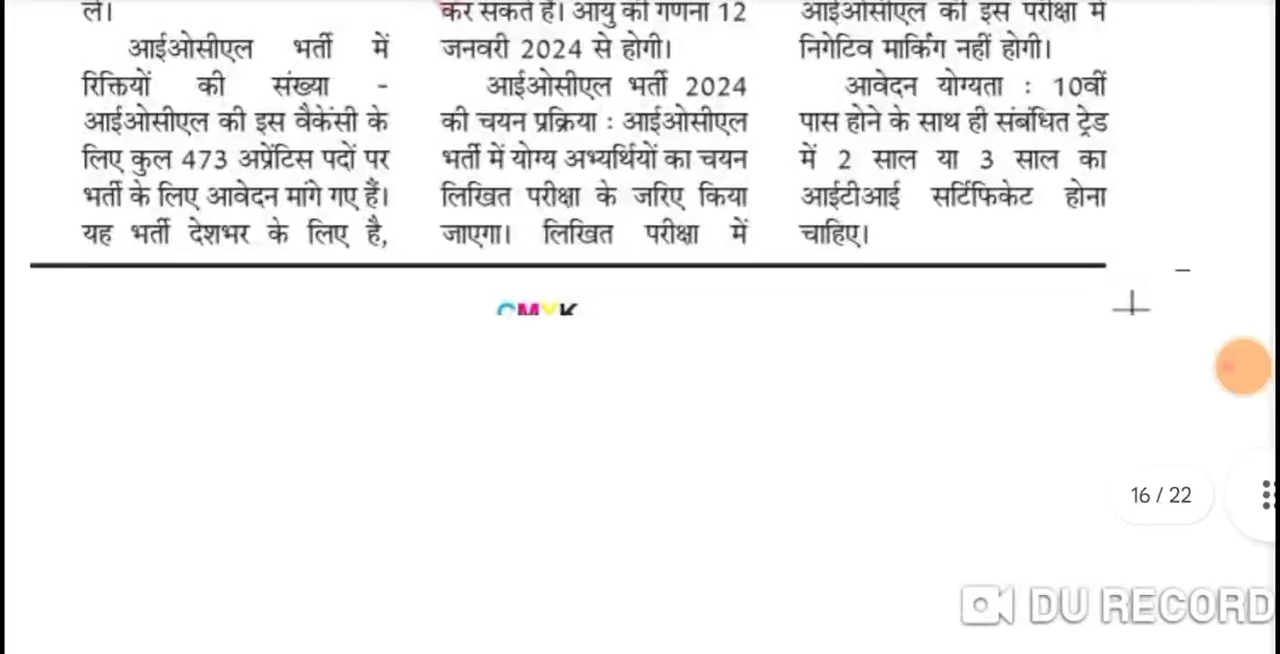 ले।
आईओसीएल भर्ती में
रिक्तियों की संख्या -
आईओसीएल की इस वैकेंसी के
लिए कुल 473 अप्रेंटिस पदों पर
भर्ती के लिए आवेदन मांगे गए हैं।
यह भर्ती देशभर के लिए है,
कर सकते हैं। आयु की गणना 12
जनवरी 2024 से होगी।
आईओसीएल भर्ती 2024
की चयन प्रक्रिया : आईओसीएल
भर्ती में योग्य अभ्यर्थियों का चयन
लिखित परीक्षा के जरिए किया
जाएगा। लिखित परीक्षा में
आईओसीएल की इस परीक्षा में
निगेटिव मार्किंग नहीं होगी।
आवेदन योग्यता : 10वीं
पास होने के साथ ही संबंधित ट्रेड
में 2 साल या 3 साल का
आईटीआई सर्टिफिकेट होना
चाहिए।
CMYK
16 / 22
DU RECORD